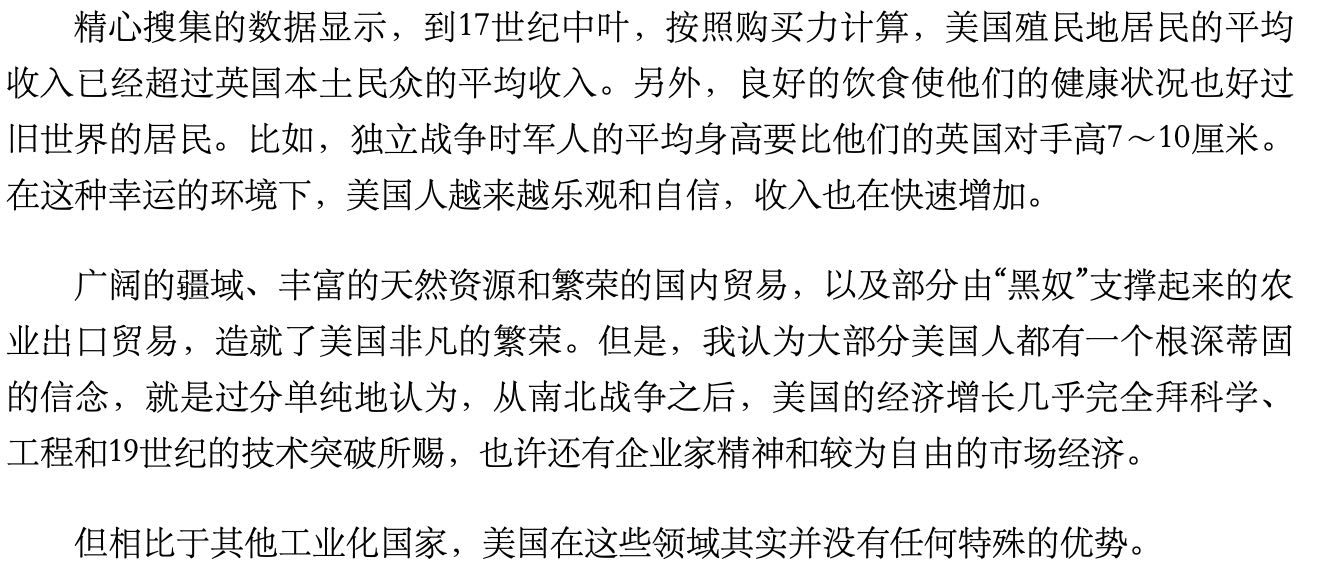 精心搜集的数据显示，到17世纪中叶，按照购买力计算，美国殖民地居民的平均
收入已经超过英国本土民众的平均收入。另外，良好的饮食使他们的健康状况也好过
旧世界的居民。比如，独立战争时军人的平均身高要比他们的英国对手高7～10厘米。
在这种幸运的环境下，美国人越来越乐观和自信，收入也在快速增加。
广阔的疆域、丰富的天然资源和繁荣的国内贸易，以及部分由“黑奴”支撑起来的农
业出口贸易，造就了美国非凡的繁荣。但是，我认为大部分美国人都有一个根深蒂固
的信念，就是过分单纯地认为，从南北战争之后，美国的经济增长几乎完全拜科学、
工程和19世纪的技术突破所赐，也许还有企业家精神和较为自由的市场经济。
但相比于其他工业化国家，美国在这些领域其实并没有任何特殊的优势。